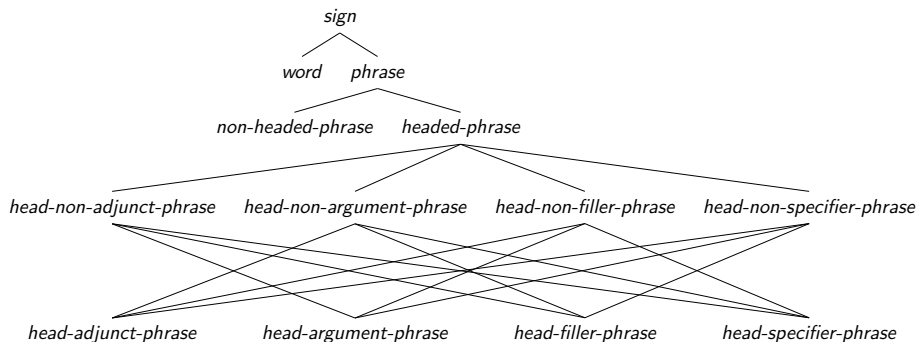 sign
word phrase
non-headed-phrase headed-phrase
head-non-adjunct-phrase head-non-argument-phrase head-non-filler-phrase head-non-specifier-phrase
head-adjunct-phrase head-argument-phrase head-filler-phrase head-specifier-phrase